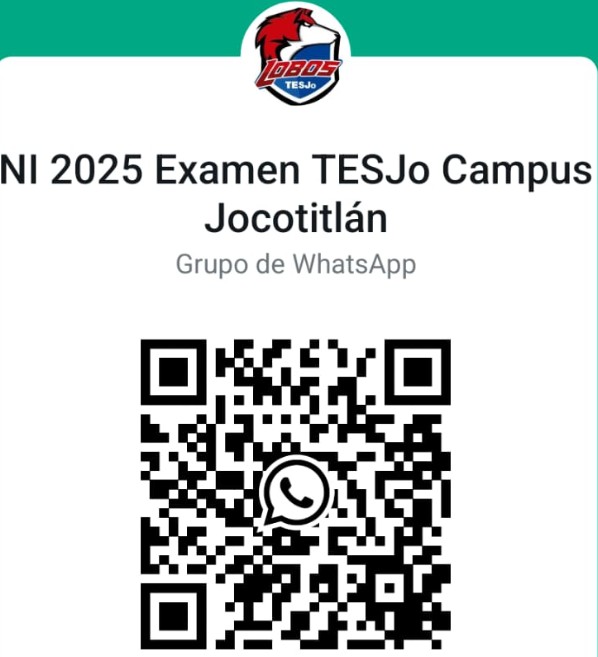 LOBOS
TESJo
NI 2025 Examen TESJo Campus
Jocotitlán
Grupo de WhatsApp